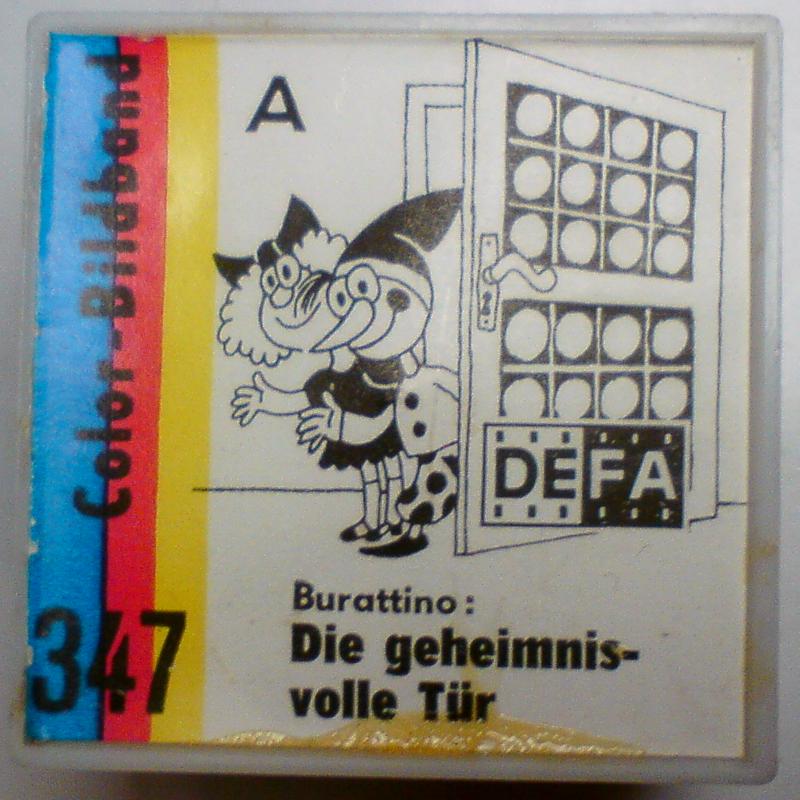 Color-Bildband
347
A
DEFA
Burattino:
Die geheimnis-
volle Tür